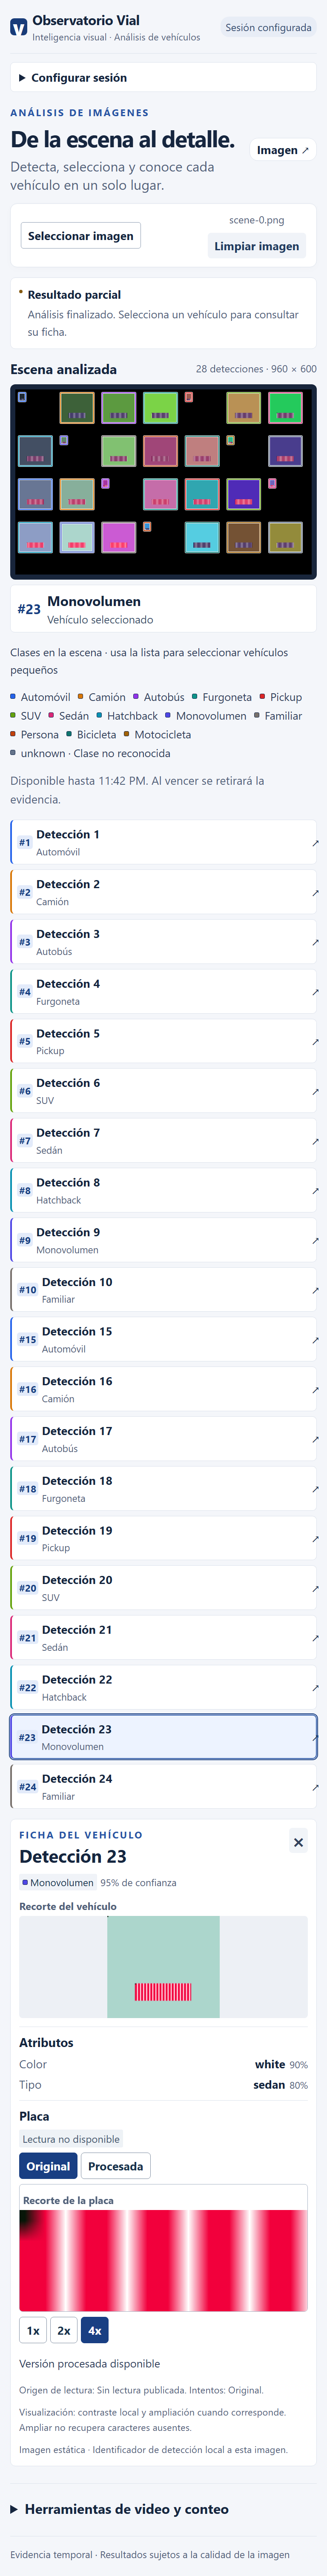 V Observatorio Vial
Inteligencia visual · Análisis de vehículos
Sesión configurada
▶ Configurar sesión
ANÁLISIS DE IMÁGENES
De la escena al detalle.
Imagen ↗
Detecta, selecciona y conoce cada
vehículo en un solo lugar.
Seleccionar imagen
scene-0.png
Limpiar imagen
Resultado parcial
Análisis finalizado. Selecciona un vehículo para consultar
su ficha.
Escena analizada
28 detecciones · 960 × 600
#23 Monovolumen
Vehículo seleccionado
Clases en la escena · usa la lista para seleccionar vehículos
pequeños
Automóvil Camión Autobús Furgoneta Pickup
SUV Sedán Hatchback Monovolumen Familiar
Persona Bicicleta Motocicleta
unknown · Clase no reconocida
Disponible hasta 11:42 PM. Al vencer se retirará la
evidencia.
#1 Detección 1 ↗
Automóvil
#2 Detección 2 ↗
Camión
#3 Detección 3 ↗
Autobús
#4 Detección 4 ↗
Furgoneta
#5 Detección 5 ↗
Pickup
#6 Detección 6 ↗
SUV
#7 Detección 7 ↗
Sedán
#8 Detección 8 ↗
Hatchback
#9 Detección 9 ↗
Monovolumen
#10 Detección 10 ↗
Familiar
#15 Detección 15 ↗
Automóvil
#16 Detección 16 ↗
Camión
#17 Detección 17 ↗
Autobús
#18 Detección 18 ↗
Furgoneta
#19 Detección 19 ↗
Pickup
#20 Detección 20 ↗
SUV
#21 Detección 21 ↗
Sedán
#22 Detección 22 ↗
Hatchback
#23 Detección 23 ↗
Monovolumen
#24 Detección 24 ↗
Familiar
FICHA DEL VEHÍCULO
×
Detección 23
Monovolumen 95% de confianza
Recorte del vehículo
Atributos
Color white 90%
Tipo sedan 80%
Placa
Lectura no disponible
Original Procesada
Recorte de la placa
1x 2x 4x
Versión procesada disponible
Origen de lectura: Sin lectura publicada. Intentos: Original.
Visualización: contraste local y ampliación cuando corresponde.
Ampliar no recupera caracteres ausentes.
Imagen estática · Identificador de detección local a esta imagen.
▶ Herramientas de video y conteo
Evidencia temporal · Resultados sujetos a la calidad de la imagen